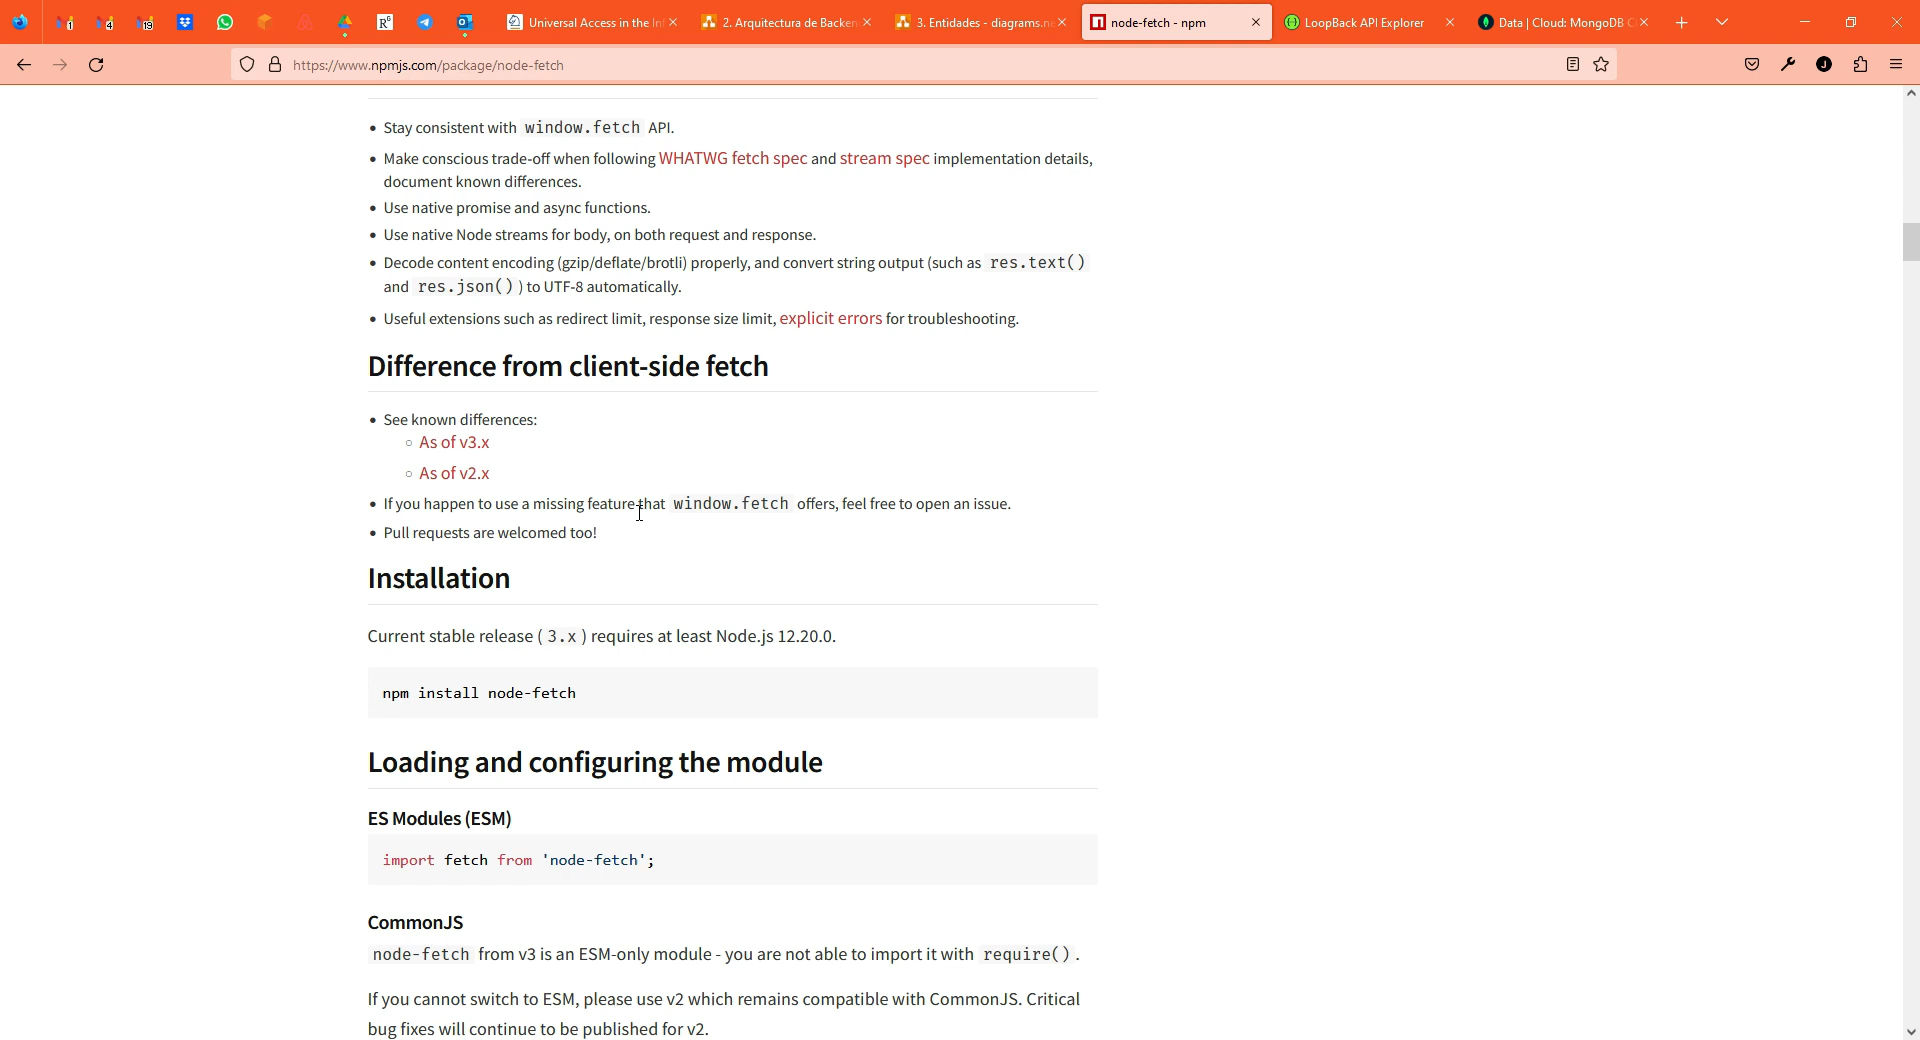 1
4
19
R⁶
Universal Access in the In
2. Arquitectura de Backen
3. Entidades - diagrams.ne
node-fetch - npm
LoopBack API Explorer
Data | Cloud: MongoDB C
https://www.npmjs.com/package/node-fetch
J
Stay consistent with window.fetch API.
Make conscious trade-off when following WHATWG fetch spec and stream spec implementation details,
document known differences.
Use native promise and async functions.
Use native Node streams for body, on both request and response.
Decode content encoding (gzip/deflate/brotli) properly, and convert string output (such as res.text()
and res.json() ) to UTF-8 automatically.
Useful extensions such as redirect limit, response size limit, explicit errors for troubleshooting.
Difference from client-side fetch
See known differences:
As of v3.x
As of v2.x
If you happen to use a missing feature that window.fetch offers, feel free to open an issue.
Pull requests are welcomed too!
Installation
Current stable release ( 3.x ) requires at least Node.js 12.20.0.
npm install node-fetch
Loading and configuring the module
ES Modules (ESM)
import fetch from 'node-fetch';
CommonJS
node-fetch from v3 is an ESM-only module - you are not able to import it with require() .
If you cannot switch to ESM, please use v2 which remains compatible with CommonJS. Critical
bug fixes will continue to be published for v2.